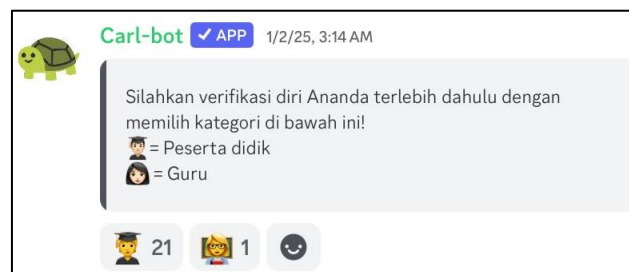 Carl-bot ✓ APP 1/2/25, 3:14 AM
Silahkan verifikasi diri Ananda terlebih dahulu dengan
memilih kategori di bawah ini!
👨🏻‍🎓= Peserta didik
👩🏻= Guru
21 1